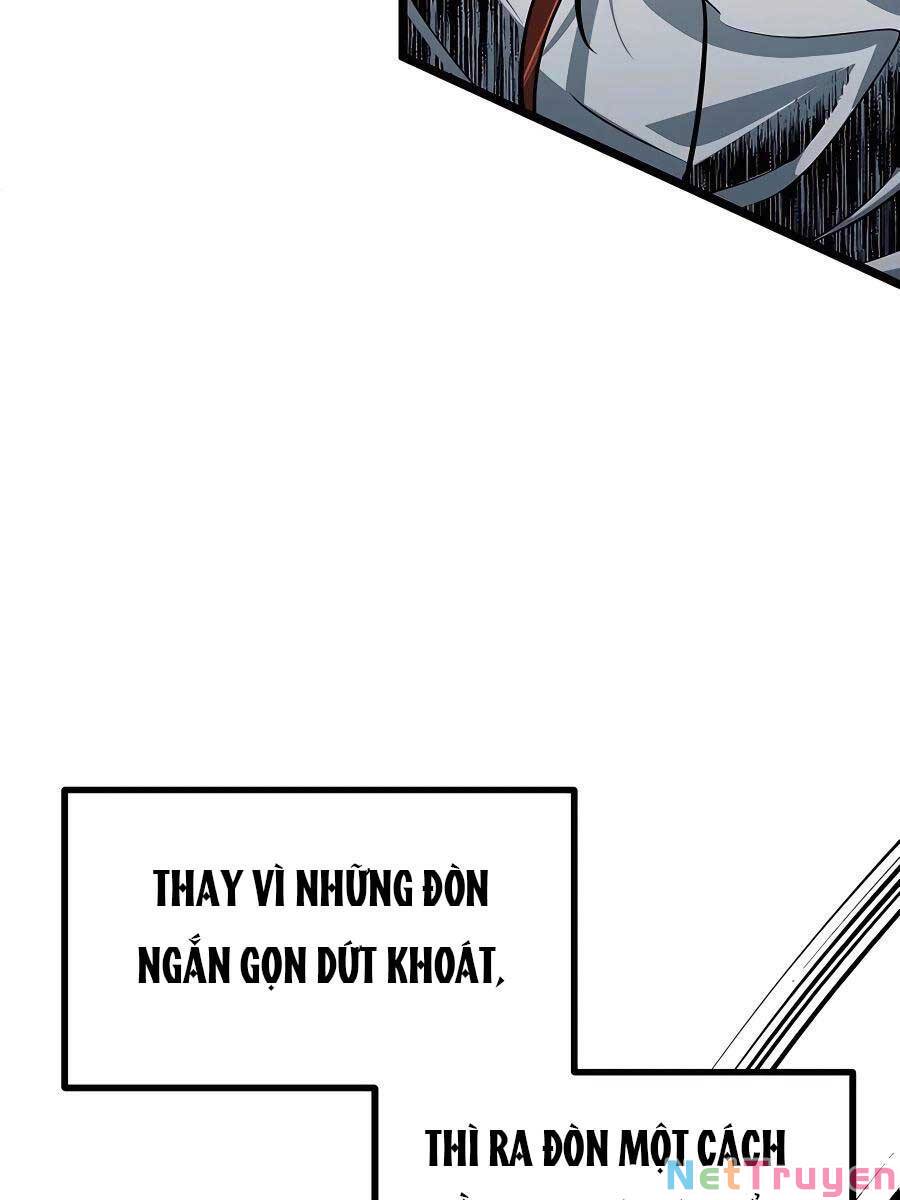 THAY VÌ NHỮNG ĐÒN
NGẮN GỌN DỨT KHOÁT,
THÌ RA ĐÒN MỘT CÁCH
NetTruyen